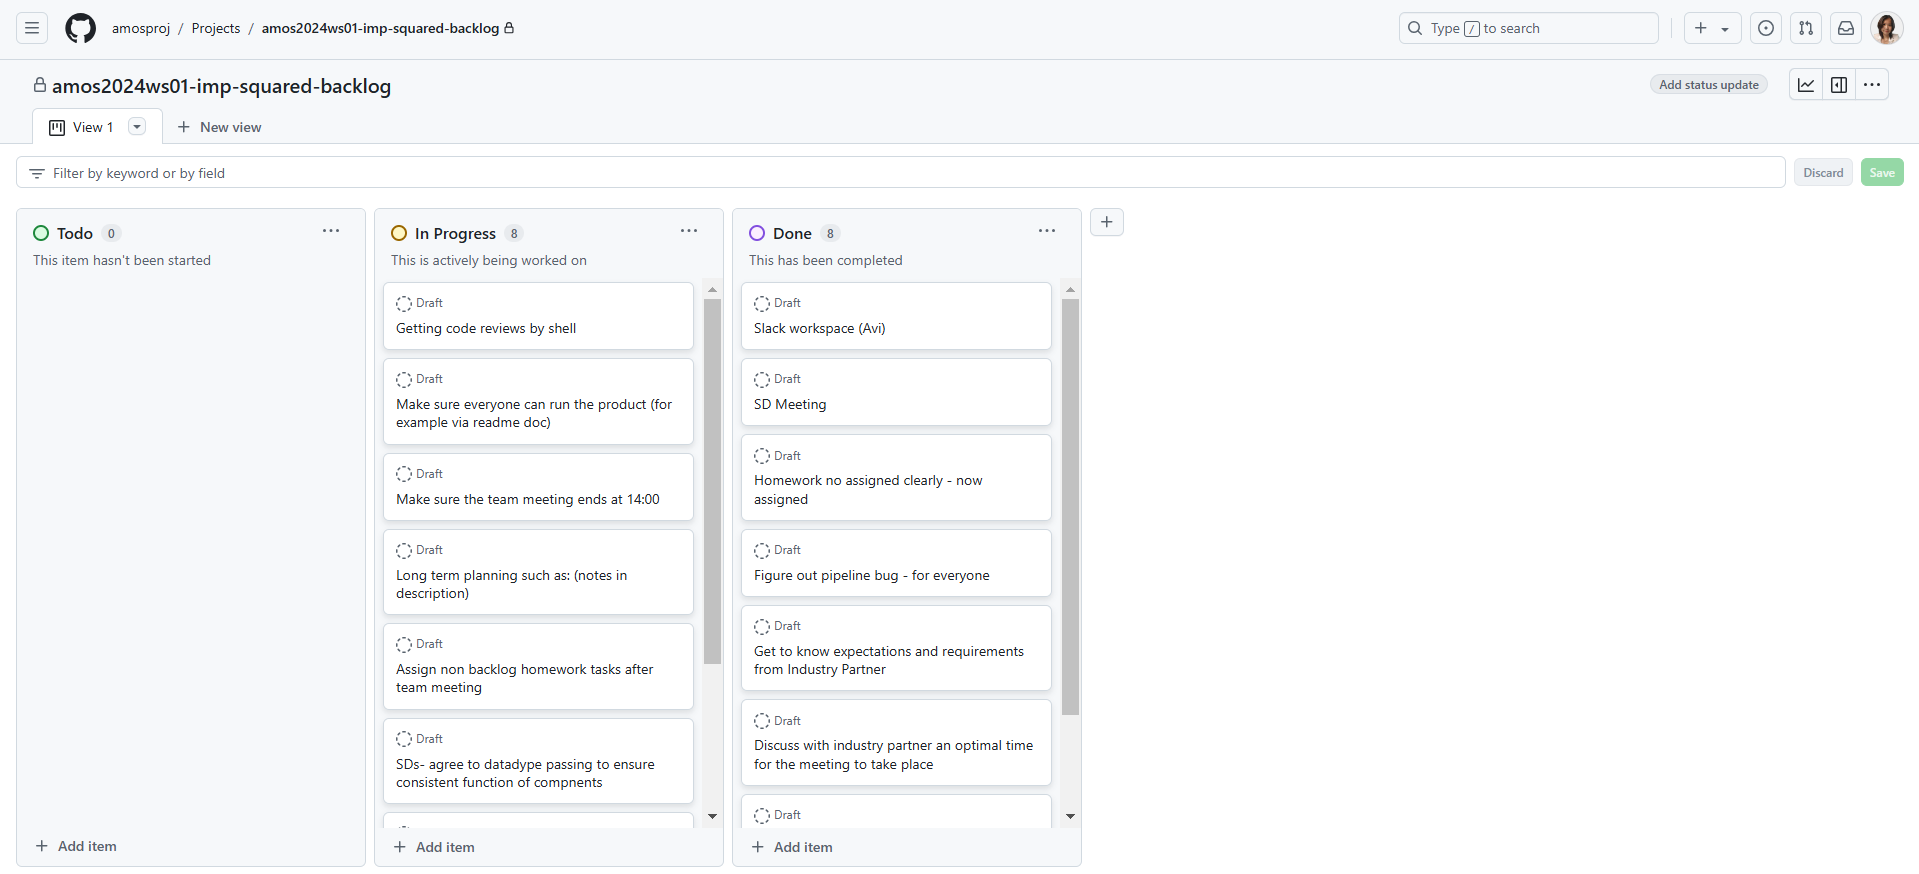 amosproj / Projects / amos2024ws01-imp-squared-backlog
Type / to search
amos2024ws01-imp-squared-backlog
Add status update
View 1
New view
Filter by keyword or by field
Discard
Save
Todo 0
This item hasn't been started
Add item
In Progress 8
This is actively being worked on
Draft
Getting code reviews by shell
Draft
Make sure everyone can run the product (for
example via readme doc)
Draft
Make sure the team meeting ends at 14:00
Draft
Long term planning such as: (notes in
description)
Draft
Assign non backlog homework tasks after
team meeting
Draft
SDs- agree to datadype passing to ensure
consistent function of compnents
Add item
Done 8
This has been completed
Draft
Slack workspace (Avi)
Draft
SD Meeting
Draft
Homework no assigned clearly - now
assigned
Draft
Figure out pipeline bug - for everyone
Draft
Get to know expectations and requirements
from Industry Partner
Draft
Discuss with industry partner an optimal time
for the meeting to take place
Draft
Add item